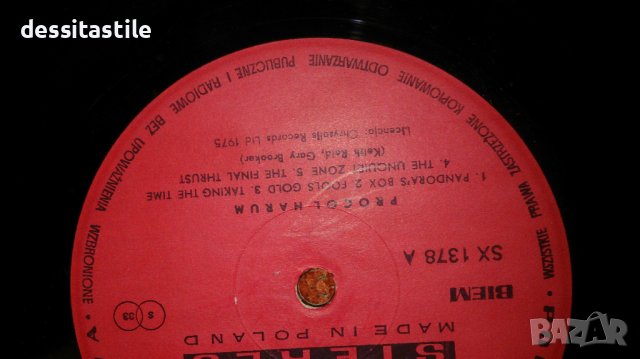 dessitastile
STEREO
MADE IN POLAND
BIEM
S 33
SX 1378 A
PROCOL HARUM
1. PANDORA'S BOX 2. FOOLS GOLD 3. TAKING THE TIME
4. THE UNQUIET ZONE 5. THE FINAL THRUST
(Keith Reid, Gary Brooker)
Licencja: Chrysalis Records Ltd 1975
WSZYSTKIE PRAWA ZASTRZEŻONE KOPIOWANIE ODTWARZANIE PUBLICZNE I RADIOWE BEZ UPOWAŻNIENIA WZBRONIONE
BAZAR